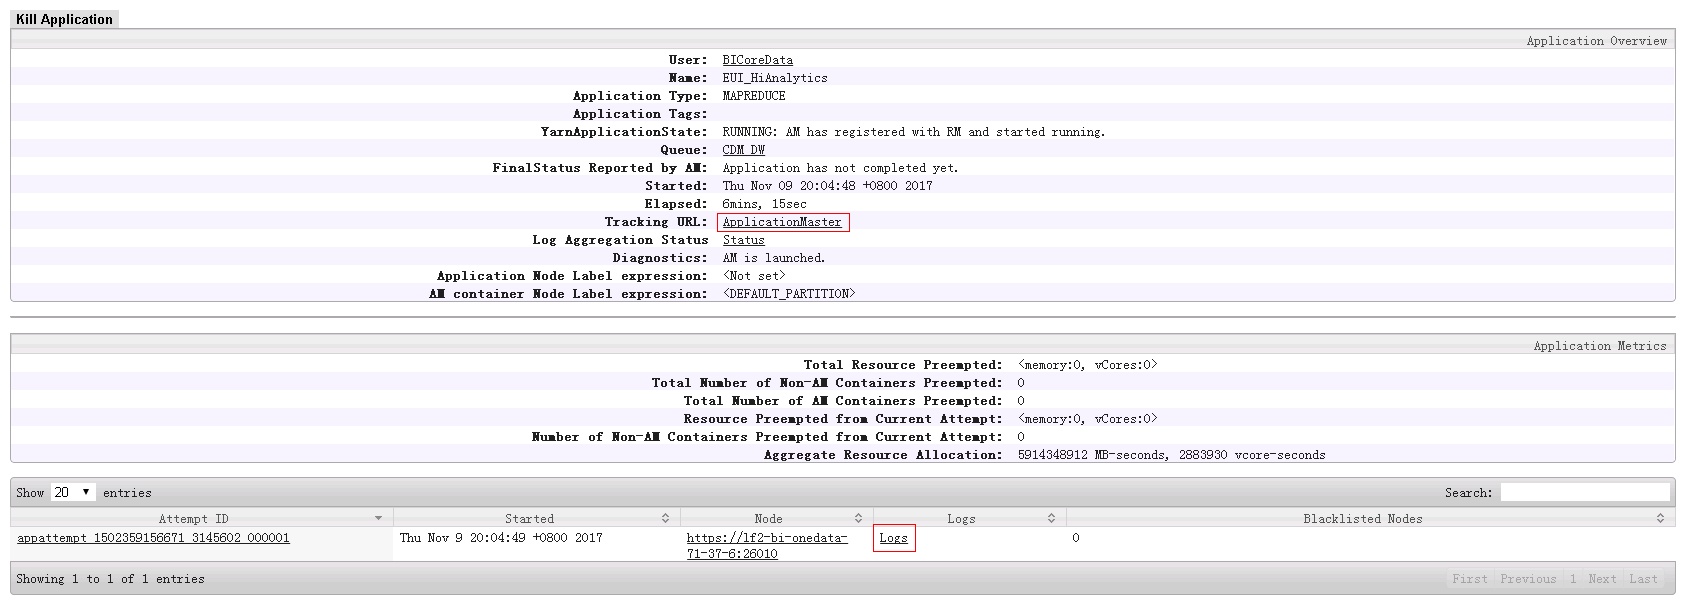 Kill Application
Application Overview
User: BICoreData
Name: EUI_HiAnalytics
Application Type: MAPREDUCE
Application Tags:
YarnApplicationState: RUNNING: AM has registered with RM and started running.
Queue: CDM_DW
FinalStatus Reported by AM: Application has not completed yet.
Started: Thu Nov 09 20:04:48 +0800 2017
Elapsed: 6mins, 15sec
Tracking URL: ApplicationMaster
Log Aggregation Status Status
Diagnostics: AM is launched.
Application Node Label expression: <Not set>
AM container Node Label expression: <DEFAULT_PARTITION>
Application Metrics
Total Resource Preempted: <memory:0, vCores:0>
Total Number of Non-AM Containers Preempted: 0
Total Number of AM Containers Preempted: 0
Resource Preempted from Current Attempt: <memory:0, vCores:0>
Number of Non-AM Containers Preempted from Current Attempt: 0
Aggregate Resource Allocation: 5914348912 MB-seconds, 2883930 vcore-seconds
Show 20 entries Search:
Attempt ID Started Node Logs Blacklisted Nodes
appattempt_1502359156671_3145602_000001 Thu Nov 9 20:04:49 +0800 2017 https://lf2-bi-onedata- Logs 0
71-37-6:26010
Showing 1 to 1 of 1 entries First Previous 1 Next Last